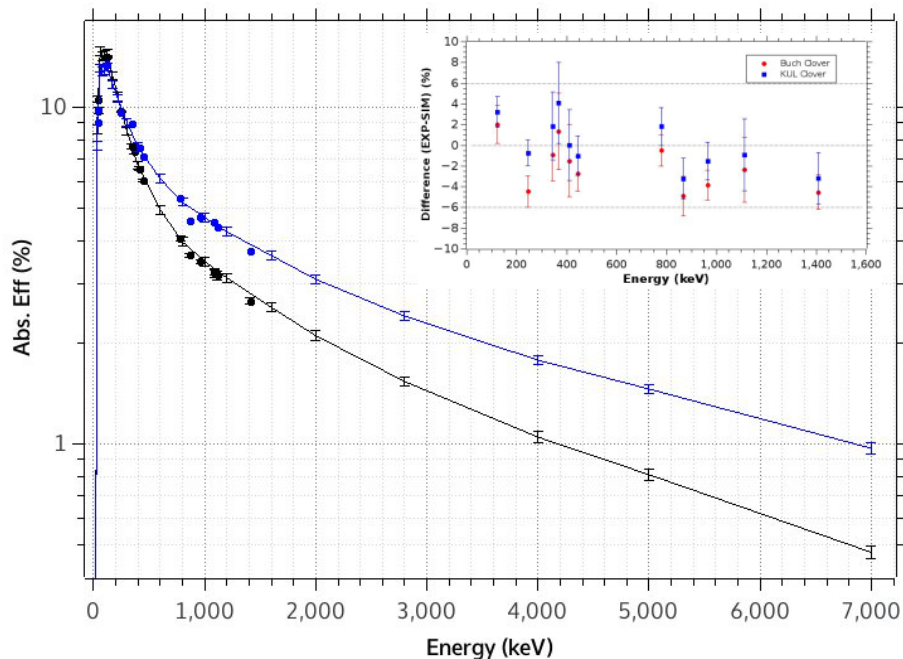 10
8
6
4
2
0
−2
−4
−6
−8
−10
Difference (EXP-SIM) (%)
Buch Clover
KUL Clover
0 200 400 600 800 1,000 1,200 1,400 1,600
Energy (keV)
10
1
Abs. Eff (%)
0 1,000 2,000 3,000 4,000 5,000 6,000 7,000
Energy (keV)